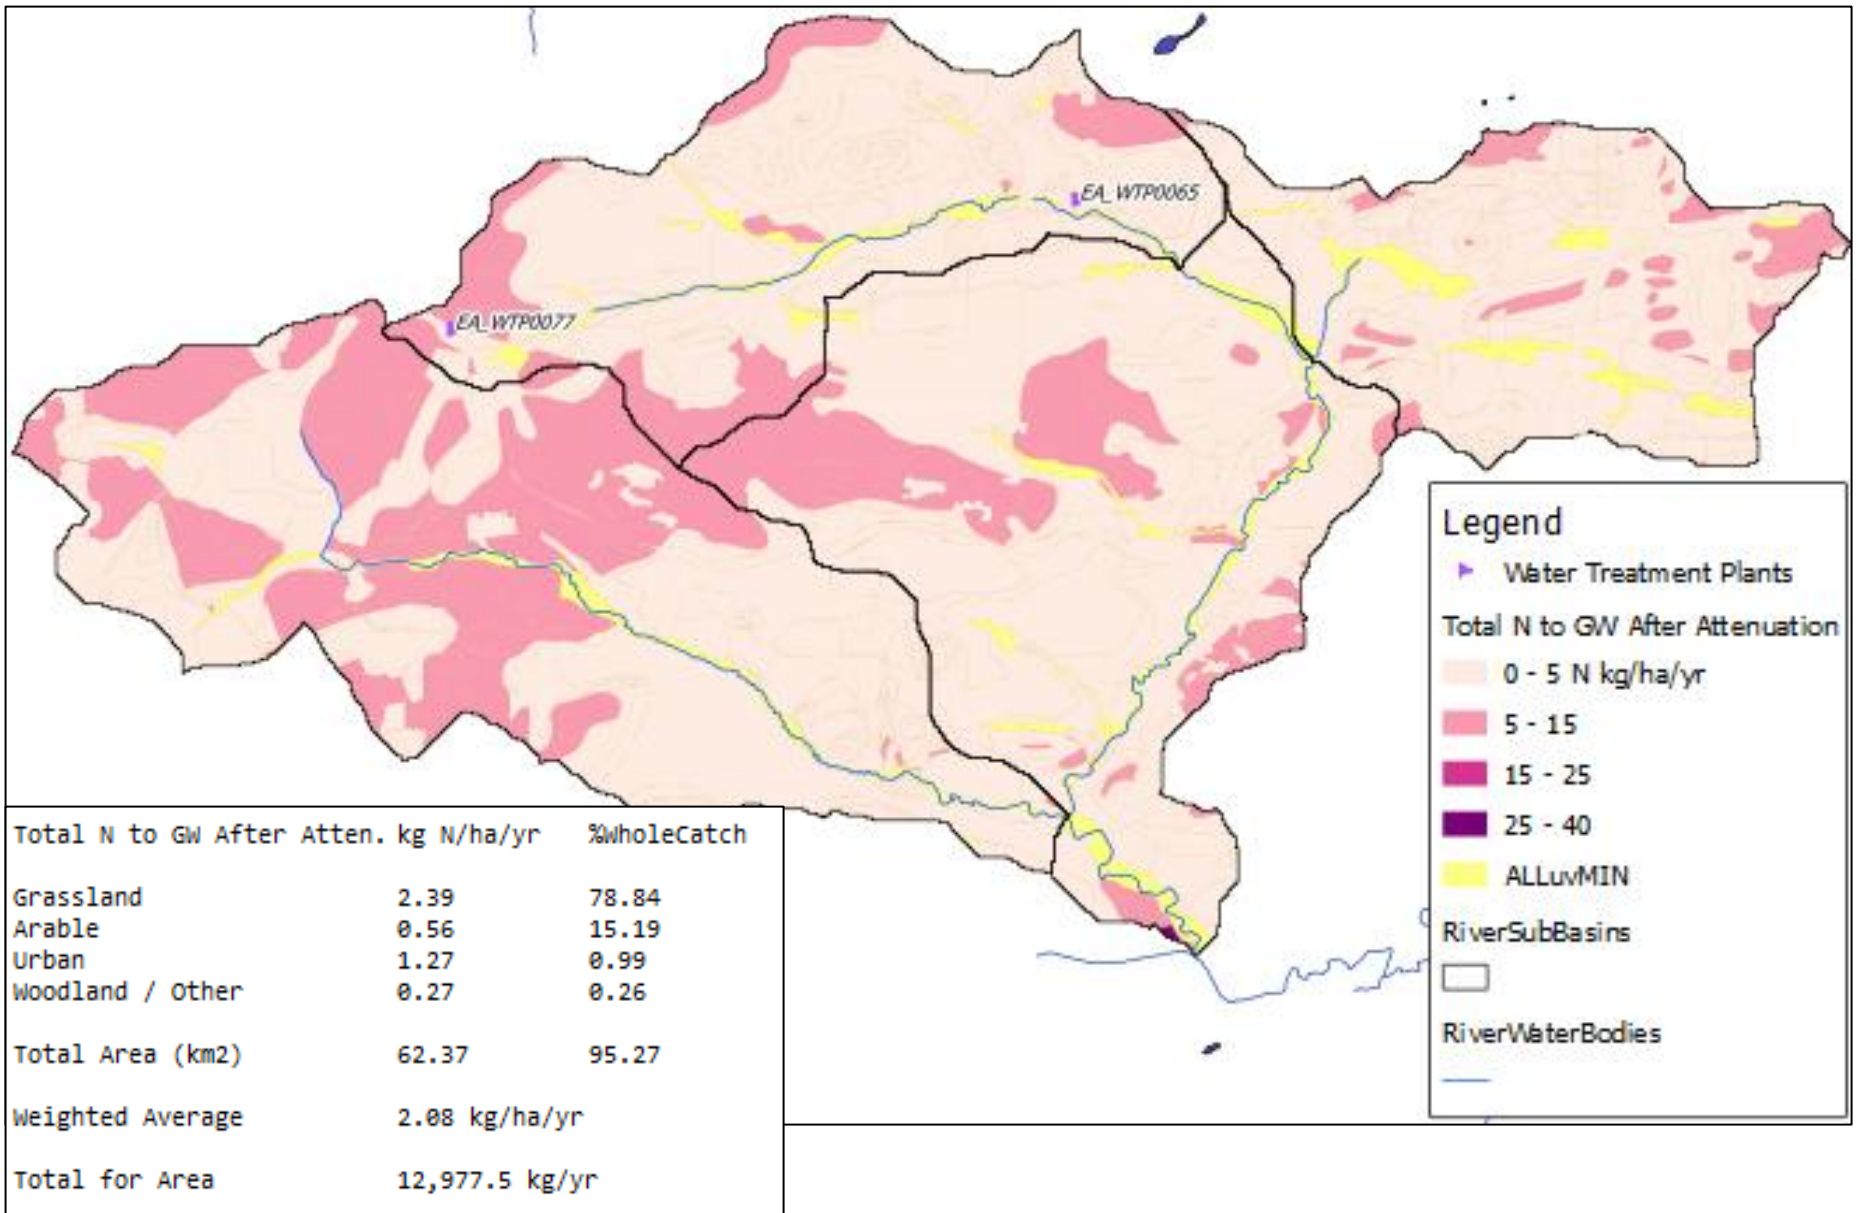 EA_WTP0065
EA_WTP0077
Legend
Water Treatment Plants
Total N to GW After Attenuation
0 - 5 N kg/ha/yr
5 - 15
15 - 25
25 - 40
ALLuvMIN
RiverSubBasins
RiverWaterBodies
Total N to GW After Atten. kg N/ha/yr %WholeCatch
Grassland 2.39 78.84
Arable 0.56 15.19
Urban 1.27 0.99
Woodland / Other 0.27 0.26
Total Area (km2) 62.37 95.27
Weighted Average 2.08 kg/ha/yr
Total for Area 12,977.5 kg/yr